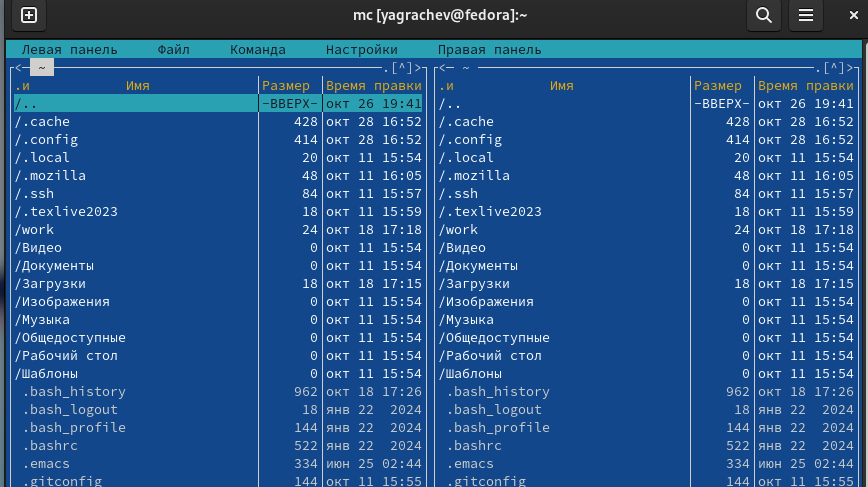 mc [yagrachev@fedora]:~
Левая панель Файл Команда Настройки Правая панель
<─ ~ ─.[^]>
.и Имя Размер Время правки
/.. -ВВЕРХ- окт 26 19:41
/.cache 428 окт 28 16:52
/.config 414 окт 28 16:52
/.local 20 окт 11 15:54
/.mozilla 48 окт 11 16:05
/.ssh 84 окт 11 15:57
/.texlive2023 18 окт 11 15:59
/work 24 окт 18 17:18
/Видео 0 окт 11 15:54
/Документы 0 окт 11 15:54
/Загрузки 18 окт 18 17:15
/Изображения 0 окт 11 15:54
/Музыка 0 окт 11 15:54
/Общедоступные 0 окт 11 15:54
/Рабочий стол 0 окт 11 15:54
/Шаблоны 0 окт 11 15:54
.bash_history 962 окт 18 17:26
.bash_logout 18 янв 22 2024
.bash_profile 144 янв 22 2024
.bashrc 522 янв 22 2024
.emacs 334 июн 25 02:44
.gitconfig 144 окт 11 15:55
<─ ~ ─.[^]>
.и Имя Размер Время правки
/.. -ВВЕРХ- окт 26 19:41
/.cache 428 окт 28 16:52
/.config 414 окт 28 16:52
/.local 20 окт 11 15:54
/.mozilla 48 окт 11 16:05
/.ssh 84 окт 11 15:57
/.texlive2023 18 окт 11 15:59
/work 24 окт 18 17:18
/Видео 0 окт 11 15:54
/Документы 0 окт 11 15:54
/Загрузки 18 окт 18 17:15
/Изображения 0 окт 11 15:54
/Музыка 0 окт 11 15:54
/Общедоступные 0 окт 11 15:54
/Рабочий стол 0 окт 11 15:54
/Шаблоны 0 окт 11 15:54
.bash_history 962 окт 18 17:26
.bash_logout 18 янв 22 2024
.bash_profile 144 янв 22 2024
.bashrc 522 янв 22 2024
.emacs 334 июн 25 02:44
.gitconfig 144 окт 11 15:55